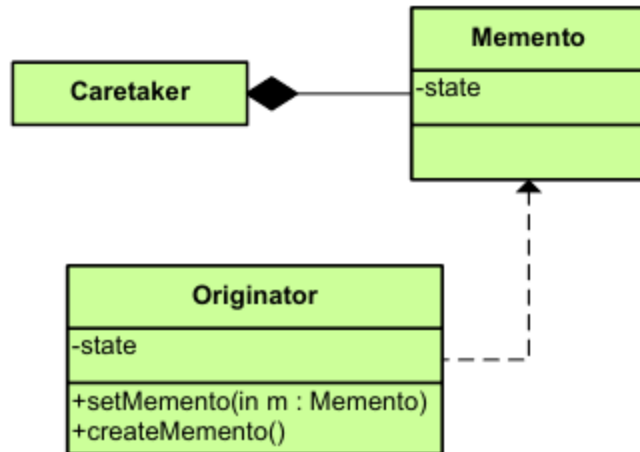 Memento
Caretaker
-state
Originator
-state
+setMemento(in m : Memento)
+createMemento()